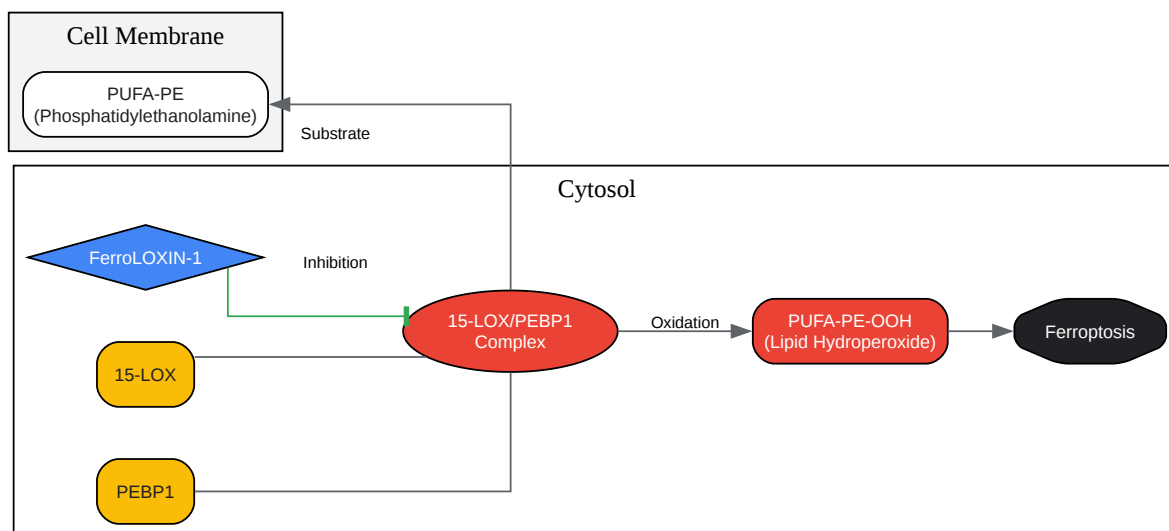 Cell Membrane
PUFA-PE
(Phosphatidylethanolamine)
Substrate
Cytosol
FerroLOXIN-1
Inhibition
15-LOX/PEBP1
Complex
Oxidation
PUFA-PE-OOH
(Lipid Hydroperoxide)
Ferroptosis
15-LOX
PEBP1